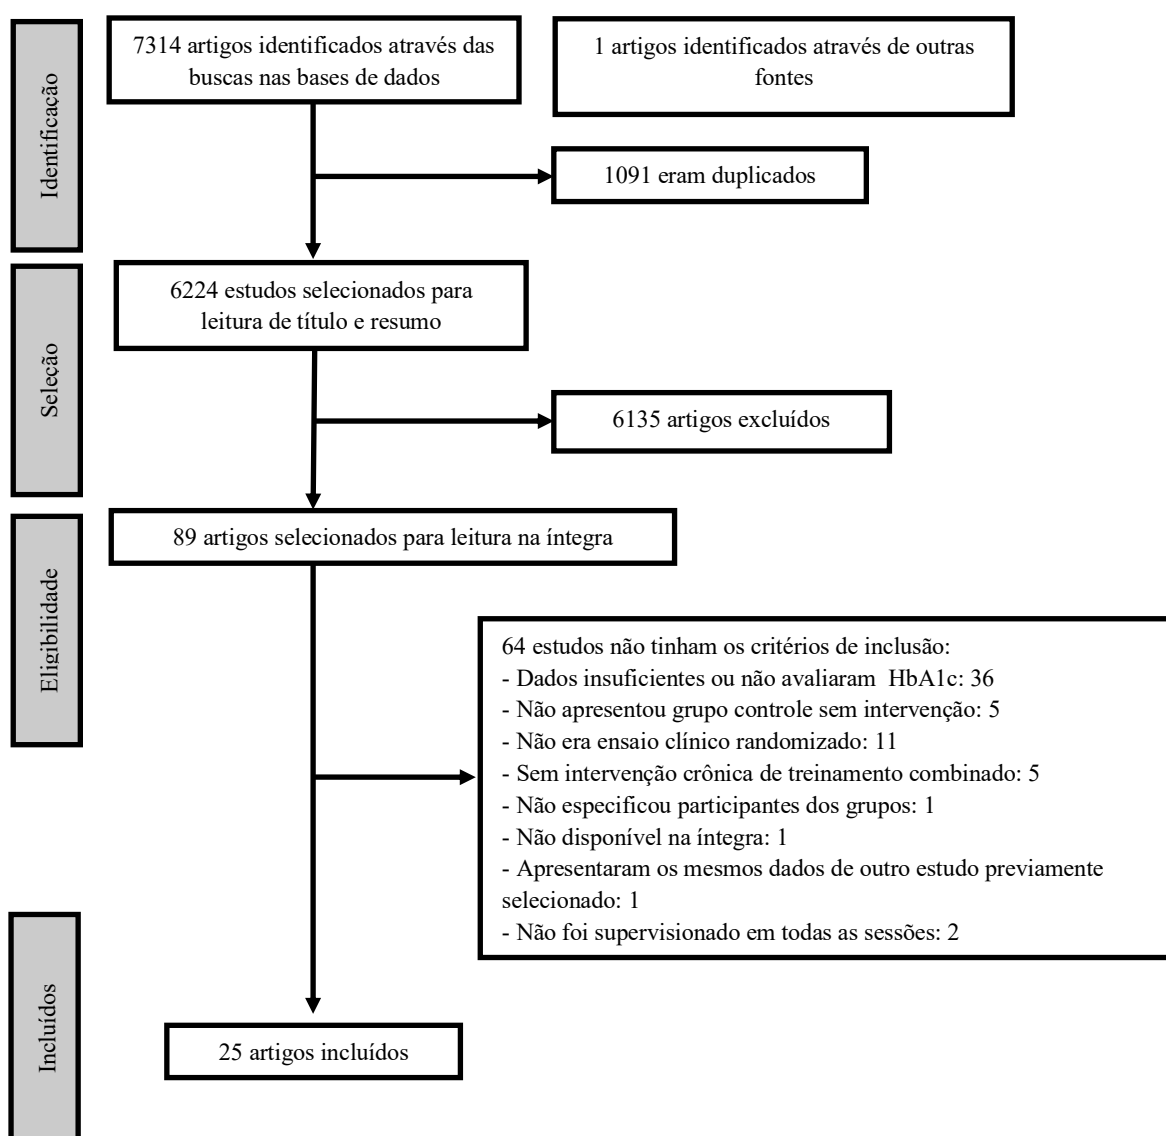 7314 artigos identificados através das
buscas nas bases de dados
1 artigos identificados através de outras
fontes
Identificação
1091 eram duplicados
6224 estudos selecionados para
leitura de título e resumo
Seleção
6135 artigos excluídos
89 artigos selecionados para leitura na íntegra
Eligibilidade
64 estudos não tinham os critérios de inclusão:
- Dados insuficientes ou não avaliaram HbA1c: 36
- Não apresentou grupo controle sem intervenção: 5
- Não era ensaio clínico randomizado: 11
- Sem intervenção crônica de treinamento combinado: 5
- Não especificou participantes dos grupos: 1
- Não disponível na íntegra: 1
- Apresentaram os mesmos dados de outro estudo previamente
selecionado: 1
- Não foi supervisionado em todas as sessões: 2
Incluídos
25 artigos incluídos